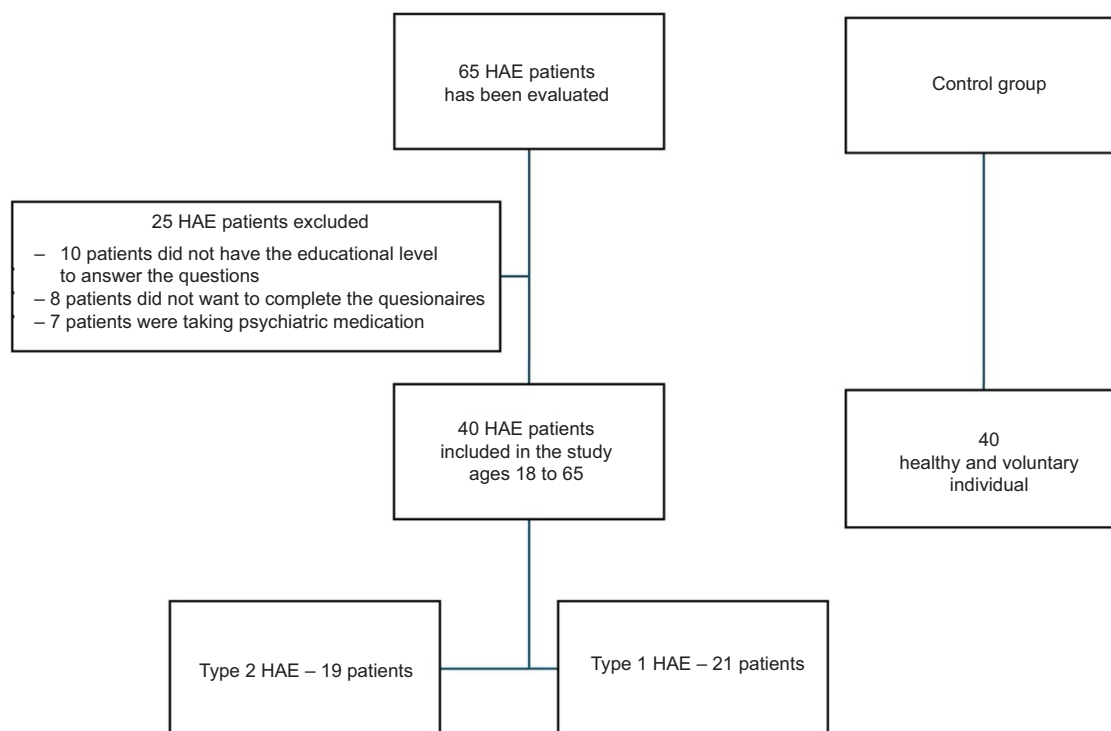 65 HAE patients
has been evaluated
Control group
25 HAE patients excluded
– 10 patients did not have the educational level
to answer the questions
– 8 patients did not want to complete the quesionaires
– 7 patients were taking psychiatric medication
40 HAE patients
included in the study
ages 18 to 65
40
healthy and voluntary
individual
Type 2 HAE – 19 patients
Type 1 HAE – 21 patients